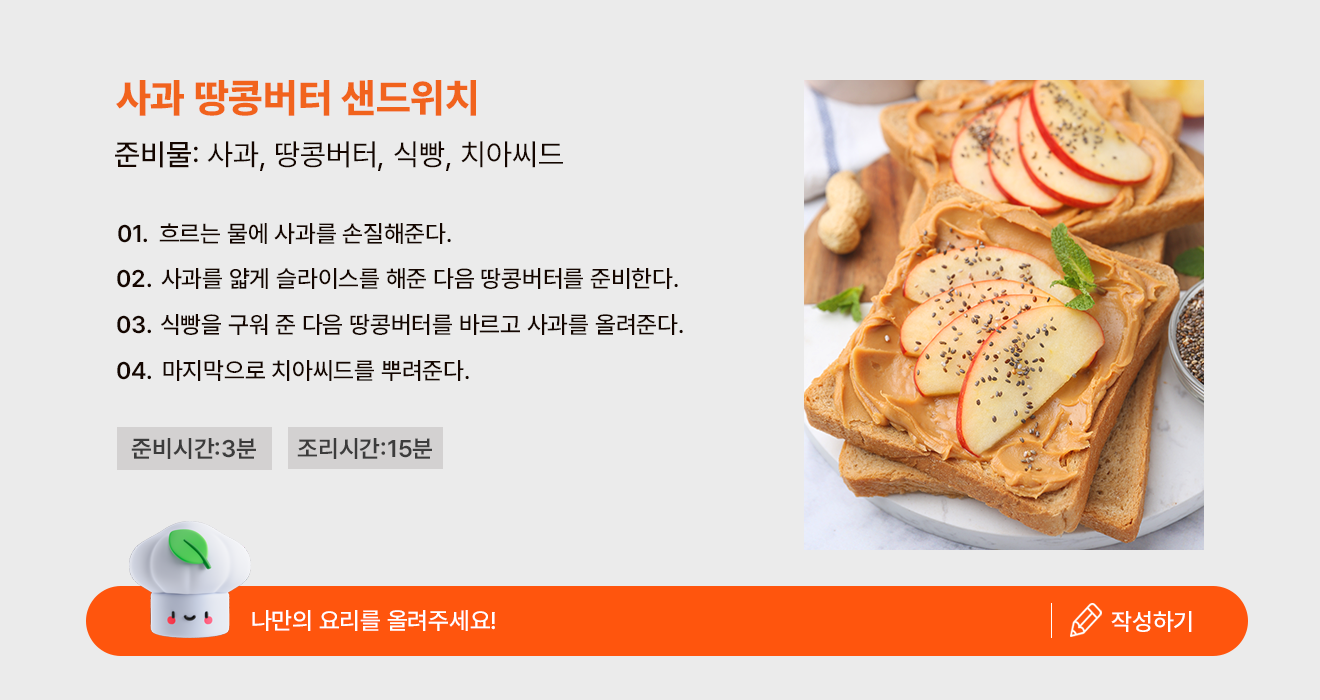 사과 땅콩버터 샌드위치
준비물: 사과, 땅콩버터, 식빵, 치아씨드
01. 흐르는 물에 사과를 손질해준다.
02. 사과를 얇게 슬라이스를 해준 다음 땅콩버터를 준비한다.
03. 식빵을 구워 준 다음 땅콩버터를 바르고 사과를 올려준다.
04. 마지막으로 치아씨드를 뿌려준다.
준비시간:3분
조리시간:15분
나만의 요리를 올려주세요!
작성하기